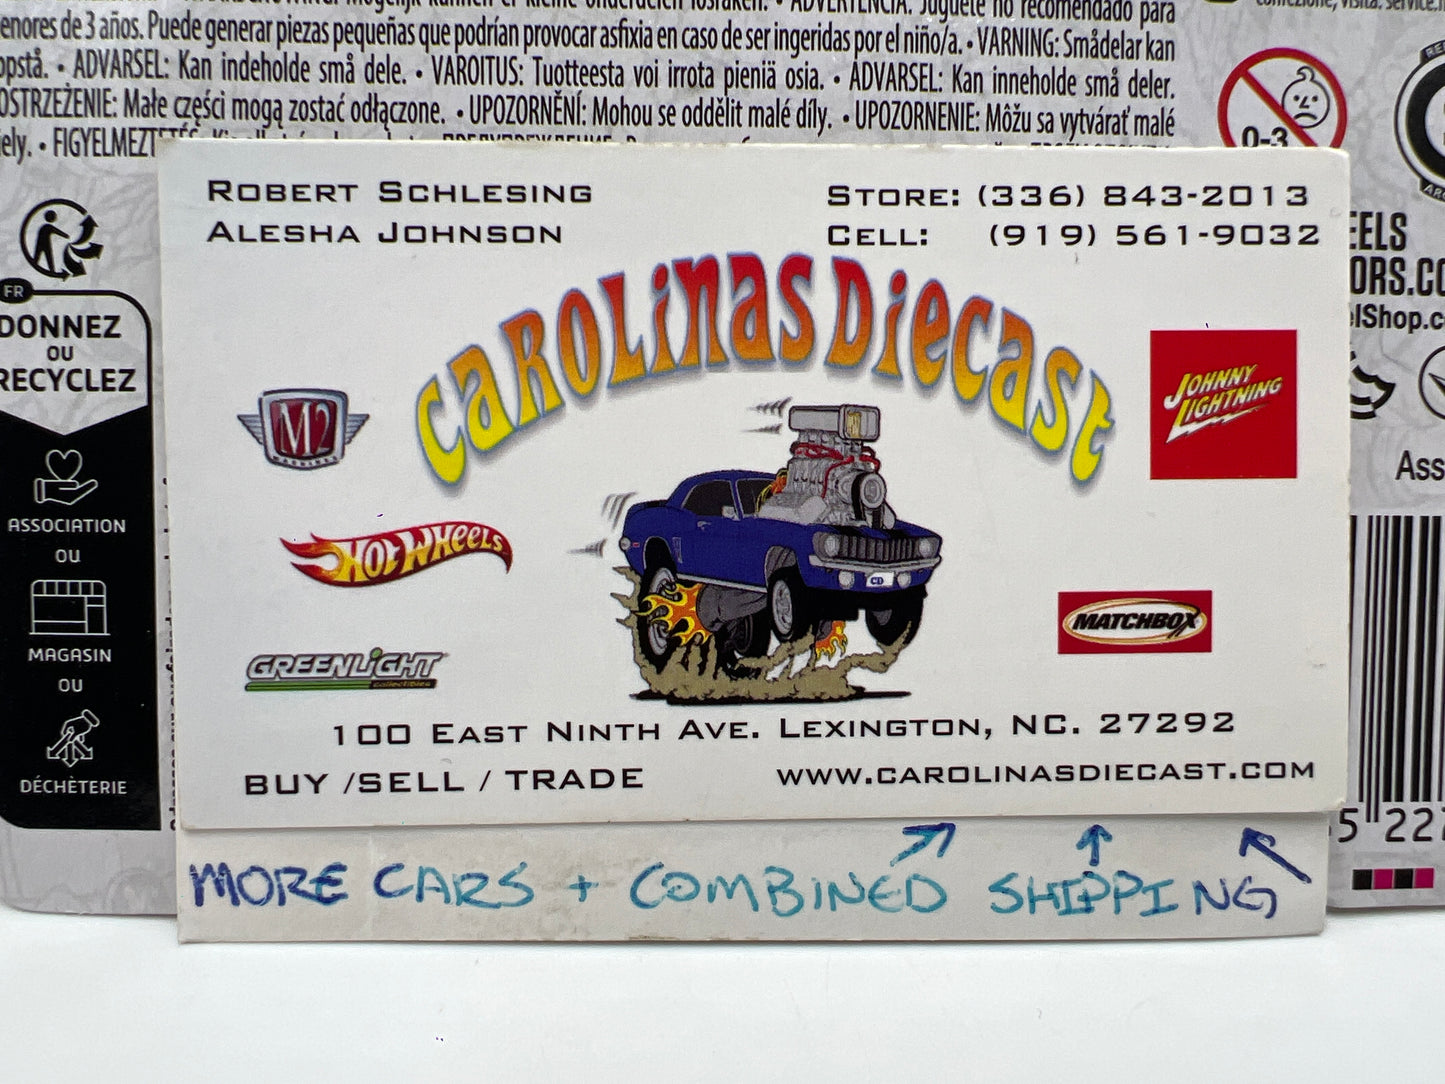 menores de 3 años. Puede generar piezas pequeñas que podrían provocar asfixia en caso de ser ingeridas por el niño/a. • VARNING: Smådelar kan
• ADVARSEL: Kan indeholde små dele. • VAROITUS: Tuotteesta voi irrota pieniä osia. • ADVARSEL: Kan inneholde små deler.
OSTRZEŻENIE: Małe części mogą zostać odłączone. • UPOZORNĚNÍ: Mohou se oddělit malé díly. • UPOZORNENIE: Môžu sa vytvárať malé
0-3
FR
DONNEZ
OU
RECYCLEZ
ASSOCIATION
OU
MAGASIN
OU
DÉCHÈTERIE
ROBERT SCHLESING
ALESHA JOHNSON
STORE: (336) 843-2013
CELL: (919) 561-9032
CAROLINAS DIECAST
M2
MACHINES
JOHNNY
LIGHTNING
HOT WHEELS
CD
MATCHBOX
GREENLIGHT
collectibles
100 EAST NINTH AVE. LEXINGTON, NC. 27292
BUY /SELL / TRADE
WWW.CAROLINASDIECAST.COM
MORE CARS + COMBINED SHIPPING